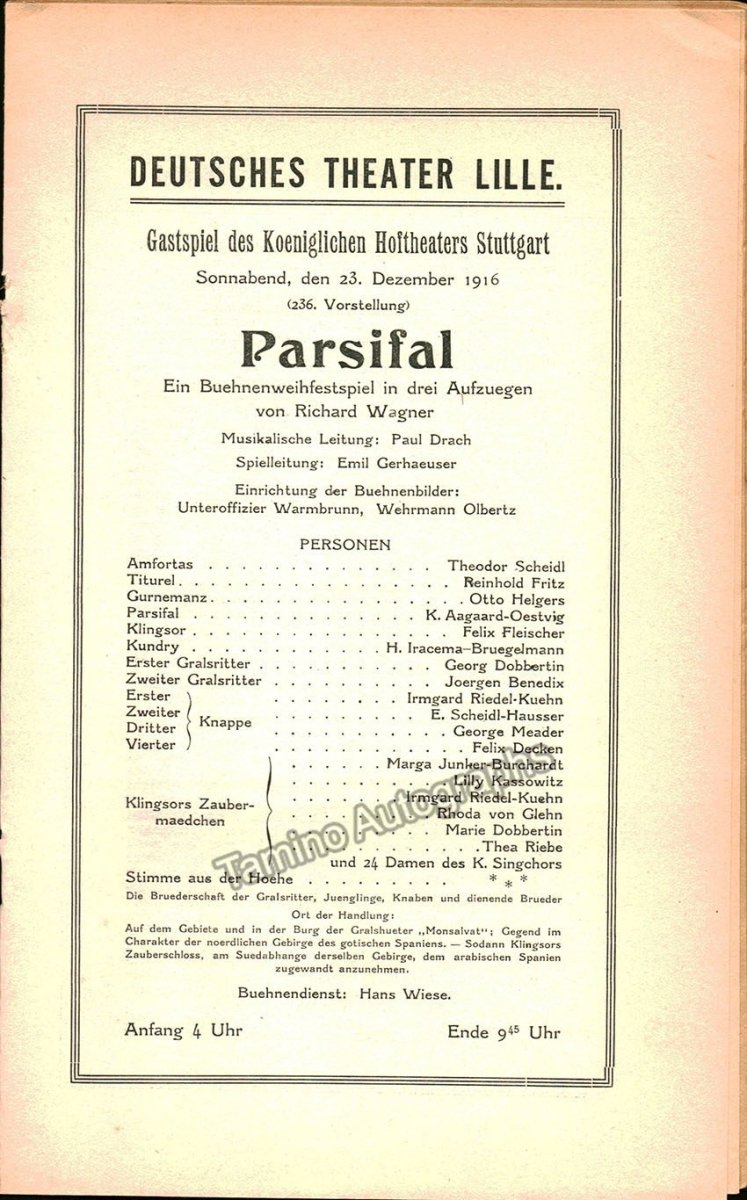 DEUTSCHES THEATER LILLE.
Gastspiel des Koeniglichen Hoftheaters Stuttgart
Sonnabend, den 23. Dezember 1916
(236. Vorstellung)
Parsifal
Ein Buehnenweihfestspiel in drei Aufzuegen
von Richard Wagner
Musikalische Leitung: Paul Drach
Spielleitung: Emil Gerhaeuser
Einrichtung der Buehnenbilder:
Unteroffizier Warmbrunn, Wehrmann Olbertz
PERSONEN
Amfortas . . . . . . . . . . . . . . Theodor Scheidl
Titurel . . . . . . . . . . . . . . . . . Reinhold Fritz
Gurnemanz . . . . . . . . . . . . . . . Otto Helgers
Parsifal . . . . . . . . . . . . . . K. Aagaard-Oestvig
Klingsor . . . . . . . . . . . . . . . . Felix Fleischer
Kundry . . . . . . . . . . . . H. Iracema-Bruegelmann
Erster Gralsritter . . . . . . . . . . . Georg Dobbertin
Zweiter Gralsritter . . . . . . . . . . Joergen Benedix
Erster . . . . . . . . Irmgard Riedel-Kuehn
Zweiter . . . . . . . . . E. Scheidl-Hausser
Knappe
Dritter . . . . . . . . . . George Meader
Vierter . . . . . . . . . . . . Felix Decken
Klingsors Zauber-
maedchen
. . . . . . Marga Junker-Burchardt
. . . . . . . . . . Lilly Kassowitz
. . . . . . . Irmgard Riedel-Kuehn
. . . . . . . . . Rhoda von Glehn
. . . . . . . . . . Marie Dobbertin
. . . . . . . . . . . . Thea Riebe
und 24 Damen des K. Singchors
Stimme aus der Hoehe . . . . . . . . . * * *
Die Bruederschaft der Gralsritter, Juenglinge, Knaben und dienende Brueder
Ort der Handlung:
Auf dem Gebiete und in der Burg der Gralshueter „Monsalvat“; Gegend im
Charakter der noerdlichen Gebirge des gotischen Spaniens. — Sodann Klingsors
Zauberschloss, am Suedabhange derselben Gebirge, dem arabischen Spanien
zugewandt anzunehmen.
Buehnendienst: Hans Wiese.
Anfang 4 Uhr Ende 9⁴⁵ Uhr
Tamino Autographs